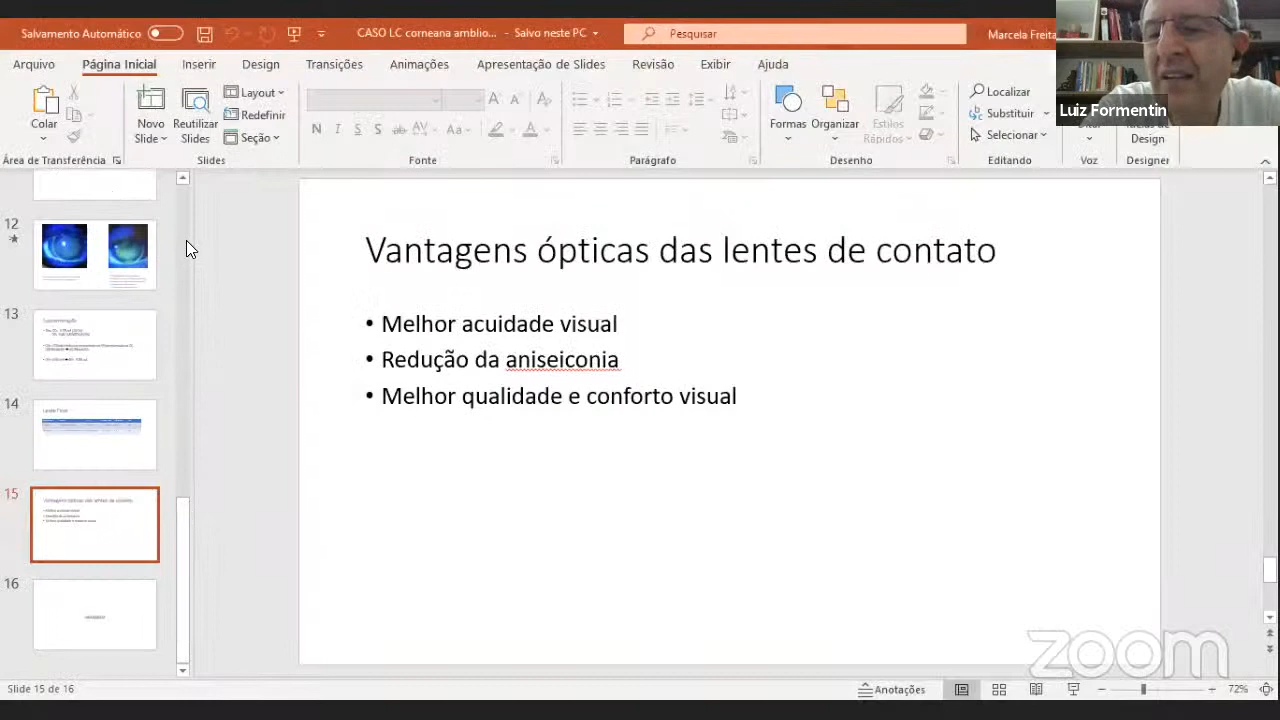 Salvamento Automático
CASO LC corneana amblio... - Salvo neste PC
Pesquisar
Marcela Freita
Arquivo Página Inicial Inserir Design Transições Animações Apresentação de Slides Revisão Exibir Ajuda
Luiz Formentin
Colar
Novo Slide
Reutilizar Slides
Layout
Redefinir
Seção
N I S S ab AV Aa A
Formas Organizar Estilos Rápidos
Localizar
Substituir
Selecionar
Design
Área de Transferência Slides Fonte Parágrafo Desenho Editando Voz Designer
12
13
14
15
16
Vantagens ópticas das lentes de contato
• Melhor acuidade visual
• Redução da aniseiconia
• Melhor qualidade e conforto visual
zoom
Slide 15 de 16
Anotações
72%